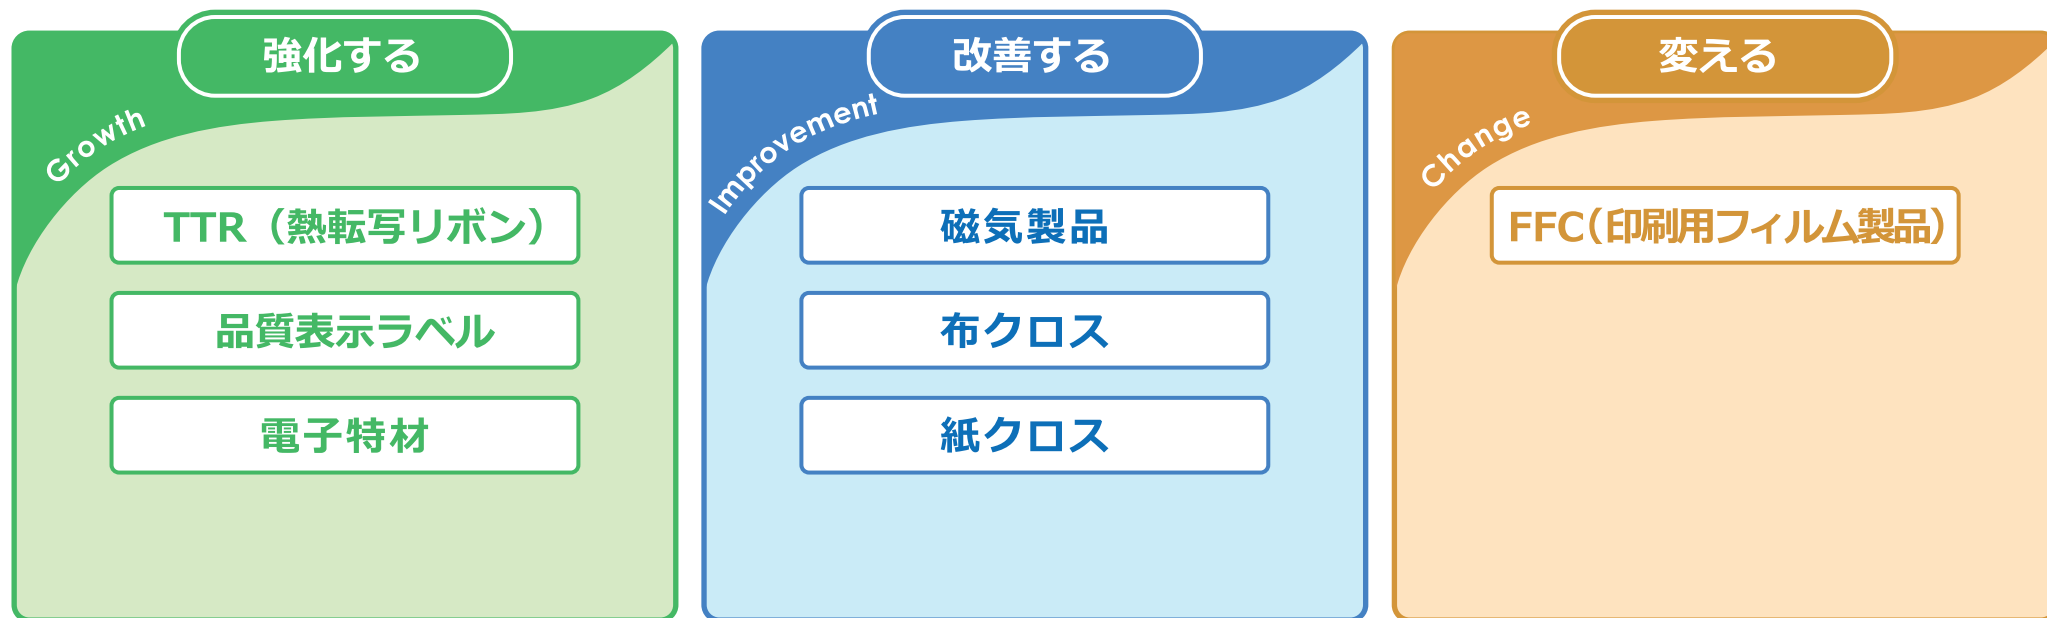 強化する
Growth
TTR（熱転写リボン）
品質表示ラベル
電子特材
改善する
Improvement
磁気製品
布クロス
紙クロス
変える
Change
FFC（印刷用フィルム製品）